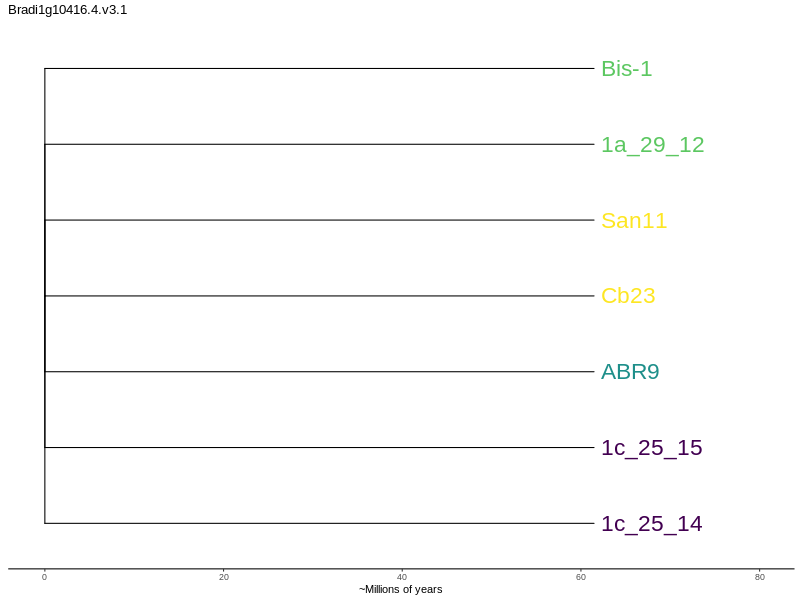 Bradi1g10416.4.v3.1
Bis-1
1a_29_12
San11
Cb23
ABR9
1c_25_15
1c_25_14
0 20 40 60 80
~Millions of years